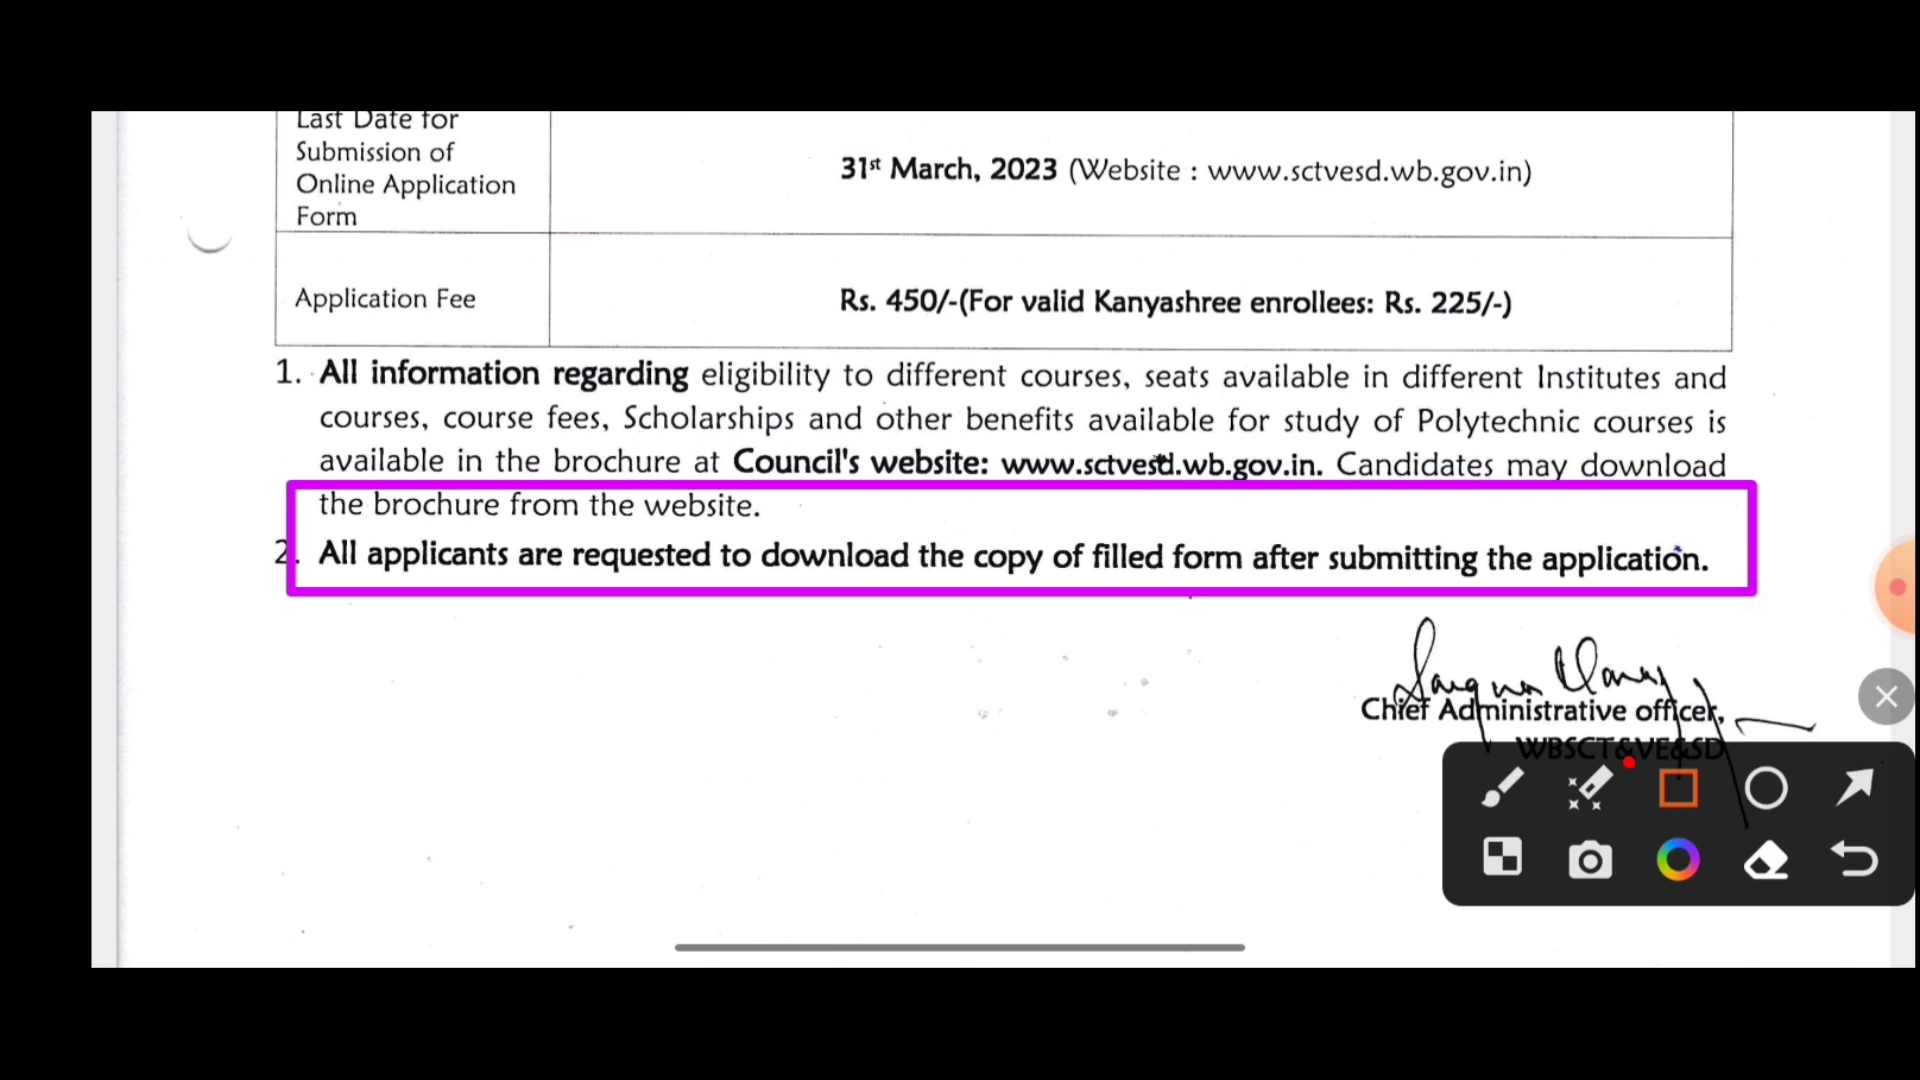 Last Date for
Submission of
Online Application
Form
31st March, 2023 (Website : www.sctvesd.wb.gov.in)
Application Fee
Rs. 450/-(For valid Kanyashree enrollees: Rs. 225/-)
1. All information regarding eligibility to different courses, seats available in different Institutes and
courses, course fees, Scholarships and other benefits available for study of Polytechnic courses is
available in the brochure at Council's website: www.sctvesd.wb.gov.in. Candidates may download
the brochure from the website.
2. All applicants are requested to download the copy of filled form after submitting the application.
Chief Administrative officer,
WBSCT&VE&SD